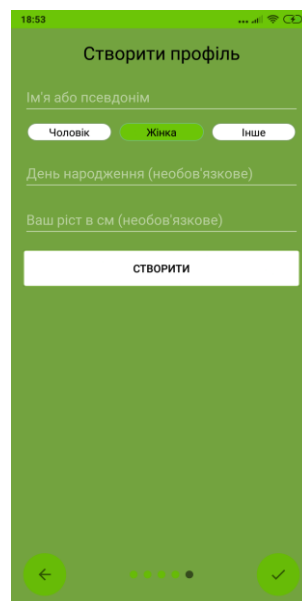 18:53
Створити профіль
Ім'я або псевдонім
Чоловік Жінка Інше
День народження (необов'язкове)
Ваш ріст в см (необов'язкове)
СТВОРИТИ